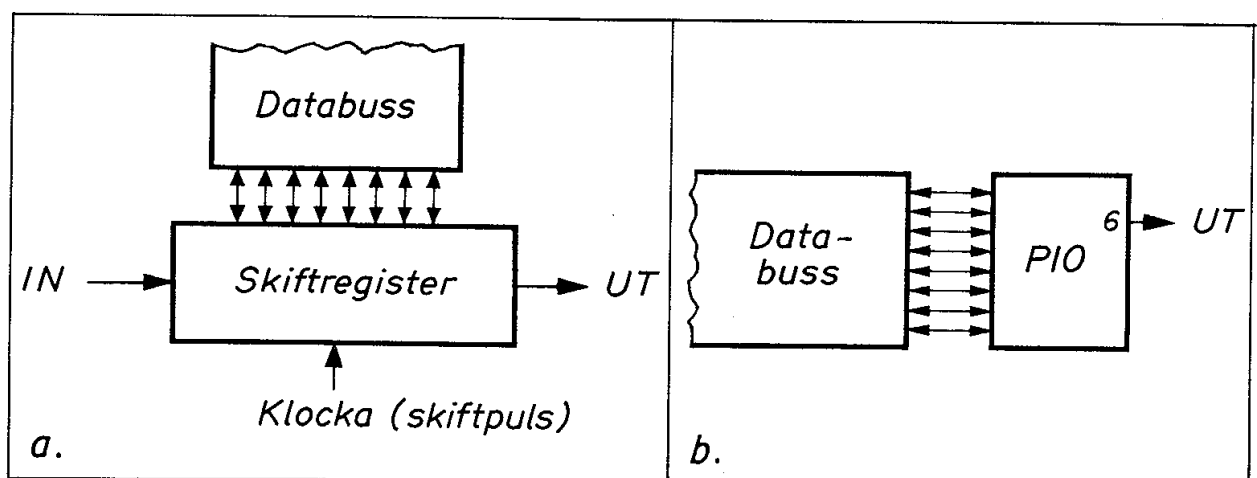 Databuss
IN
Skiftregister
UT
Klocka (skiftpuls)
a.
Data-
buss
PIO
6
UT
b.